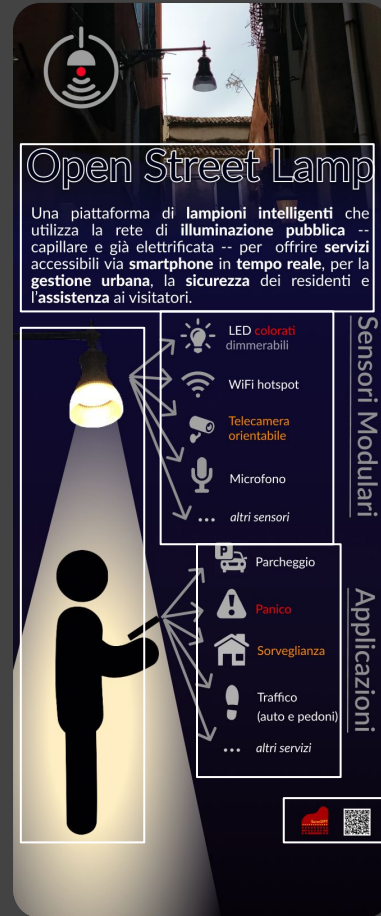 Open Street Lamp
Una piattaforma di lampioni intelligenti che
utilizza la rete di illuminazione pubblica --
capillare e già elettrificata -- per offrire servizi
accessibili via smartphone in tempo reale, per la
gestione urbana, la sicurezza dei residenti e
l'assistenza ai visitatori.
Sensori Modulari
LED colorati
dimmerabili
WiFi hotspot
Telecamera
orientabile
Microfono
... altri sensori
Applicazioni
P
Parcheggio
Panico
Sorveglianza
Traffico
(auto e pedoni)
... altri servizi